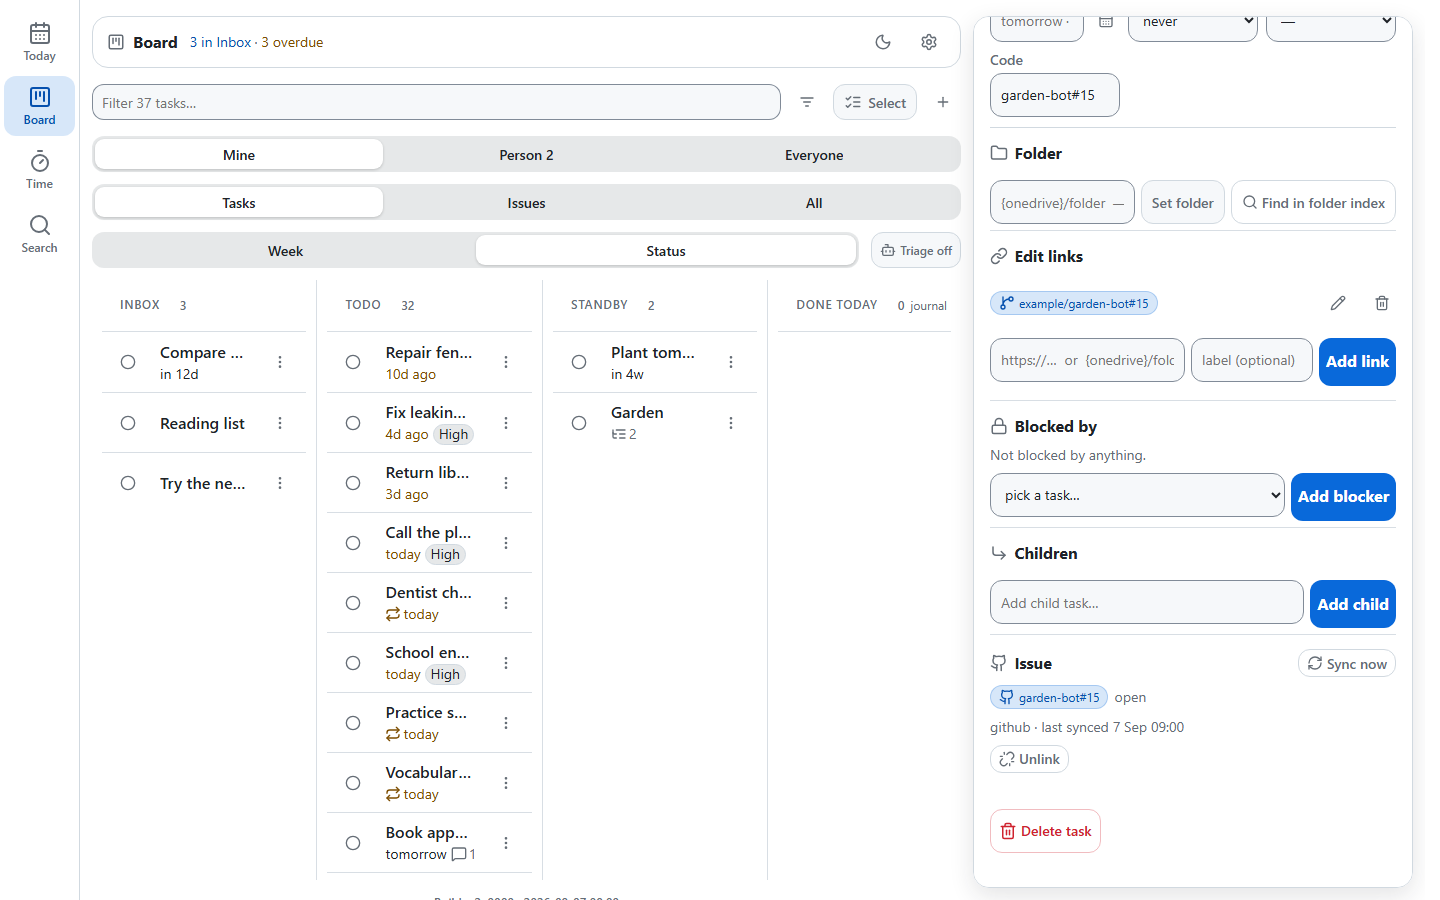 Today
Board
Time
Search
Board 3 in Inbox · 3 overdue
Filter 37 tasks...
Select
Mine Person 2 Everyone
Tasks Issues All
Week Status
Triage off
INBOX 3
Compare ...
in 12d
Reading list
Try the ne...
TODO 32
Repair fen...
10d ago
Fix leakin...
4d ago High
Return lib...
3d ago
Call the pl...
today High
Dentist ch...
today
School en...
today High
Practice s...
today
Vocabular...
today
Book app...
tomorrow 1
STANDBY 2
Plant tom...
in 4w
Garden
2
DONE TODAY 0 journal
tomorrow ·
never
—
Code
garden-bot#15
Folder
{onedrive}/folder —
Set folder
Find in folder index
Edit links
example/garden-bot#15
https://... or {onedrive}/fold
label (optional)
Add link
Blocked by
Not blocked by anything.
pick a task...
Add blocker
Children
Add child task...
Add child
Issue
Sync now
garden-bot#15 open
github · last synced 7 Sep 09:00
Unlink
Delete task